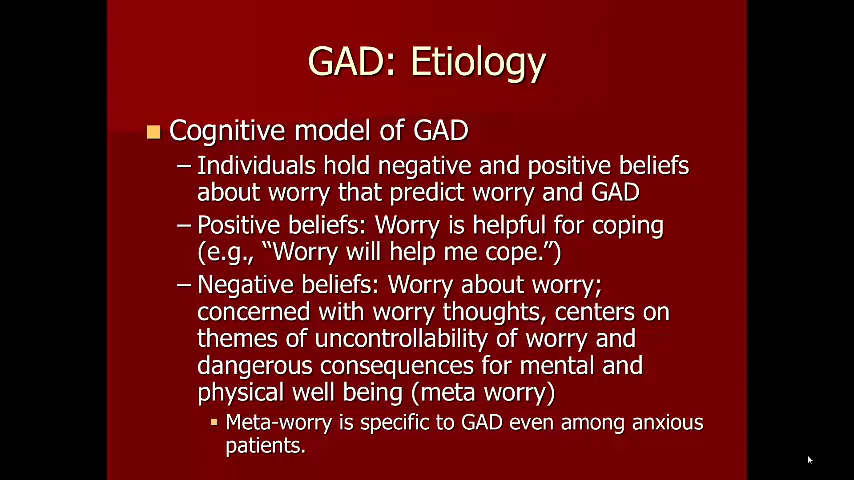 GAD: Etiology
Cognitive model of GAD
– Individuals hold negative and positive beliefs
about worry that predict worry and GAD
– Positive beliefs: Worry is helpful for coping
(e.g., “Worry will help me cope.”)
– Negative beliefs: Worry about worry;
concerned with worry thoughts, centers on
themes of uncontrollability of worry and
dangerous consequences for mental and
physical well being (meta worry)
Meta-worry is specific to GAD even among anxious
patients.